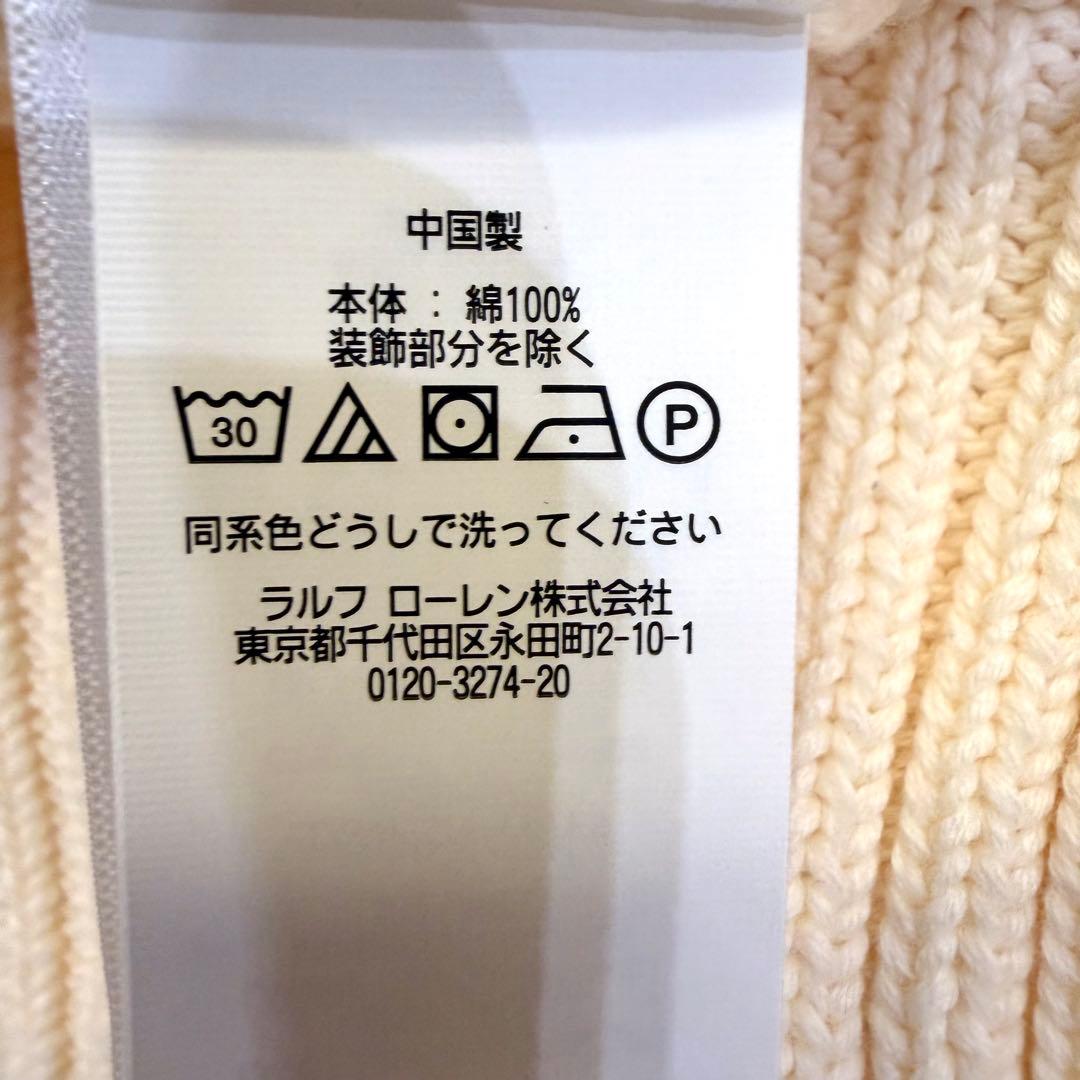 中国製
本体 : 綿100%
装飾部分を除く
30 P
同系色どうしで洗ってください
ラルフ ローレン株式会社
東京都千代田区永田町2-10-1
0120-3274-20